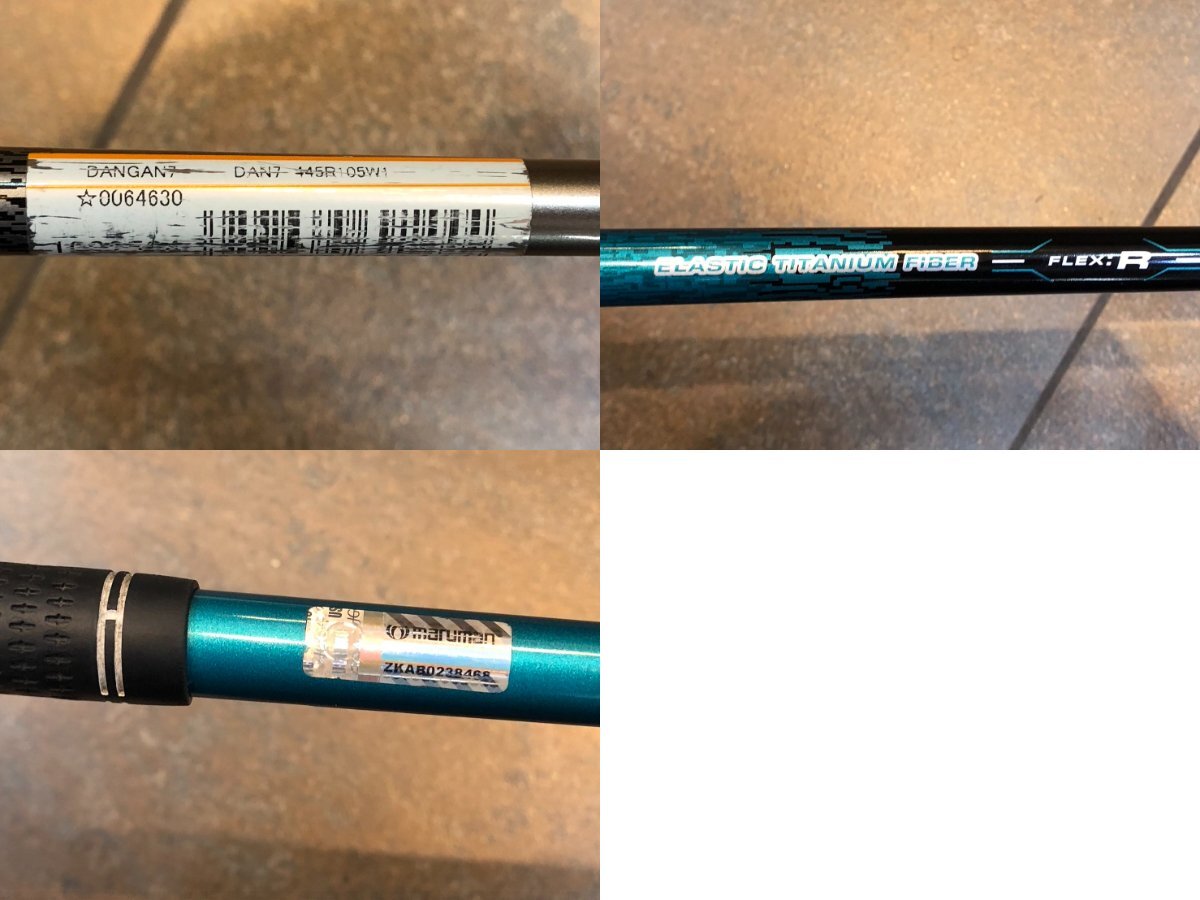 DANGAN7 DAN7 445R105W1
☆0064630
ELASTIC TITANIUM FIBER
FLEX: R
maruman
ZKAB0238468